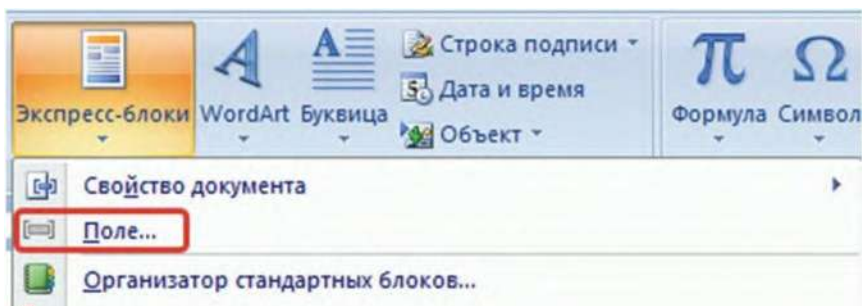 Экспресс-блоки WordArt Буквица
Строка подписи
Дата и время
Объект
Формула Символ
Свойство документа
Поле...
Организатор стандартных блоков...